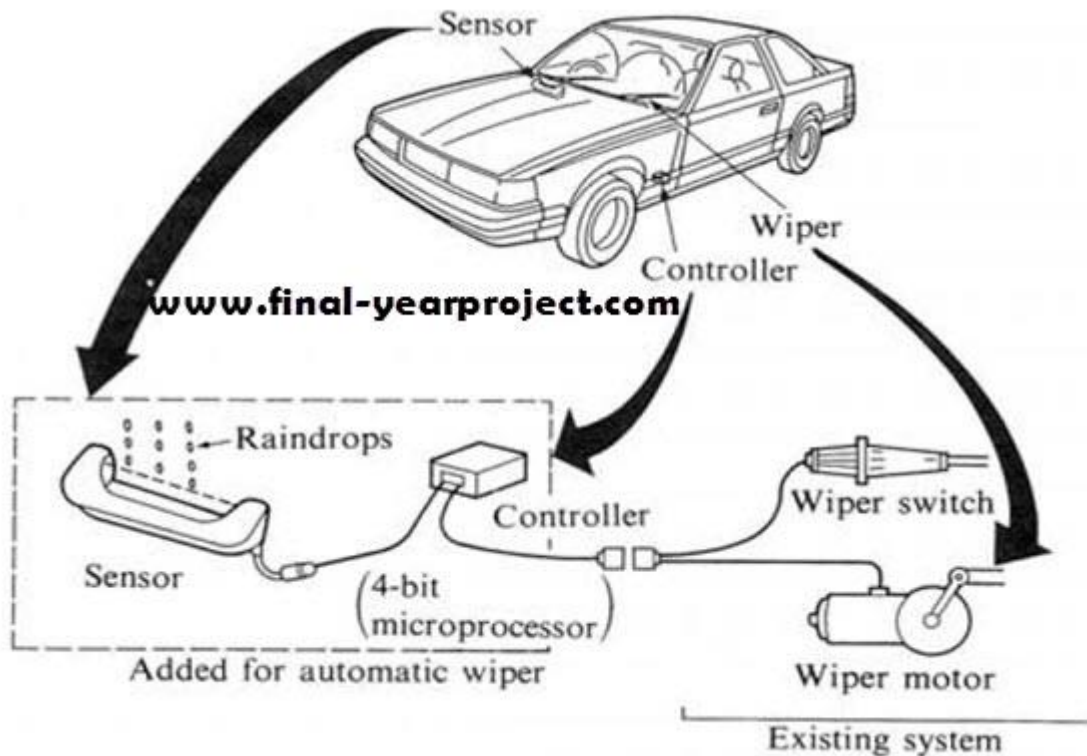 Sensor
Wiper
Controller
www.final-yearproject.com
Raindrops
Sensor
Controller
(4-bit
microprocessor)
Wiper switch
Wiper motor
Added for automatic wiper
Existing system